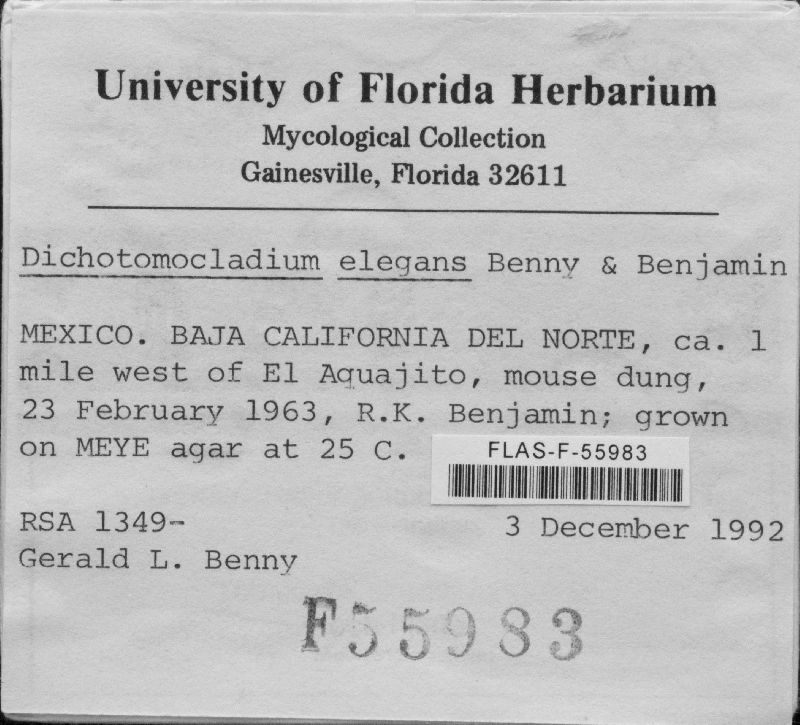 University of Florida Herbarium
Mycological Collection
Gainesville, Florida 32611
Dichotomocladium elegans Benny & Benjamin
MEXICO. BAJA CALIFORNIA DEL NORTE, ca. 1
mile west of El Aquajito, mouse dung,
23 February 1963, R.K. Benjamin; grown
on MEYE agar at 25 C.
FLAS-F-55983
RSA 1349-
3 December 1992
Gerald L. Benny
F55983